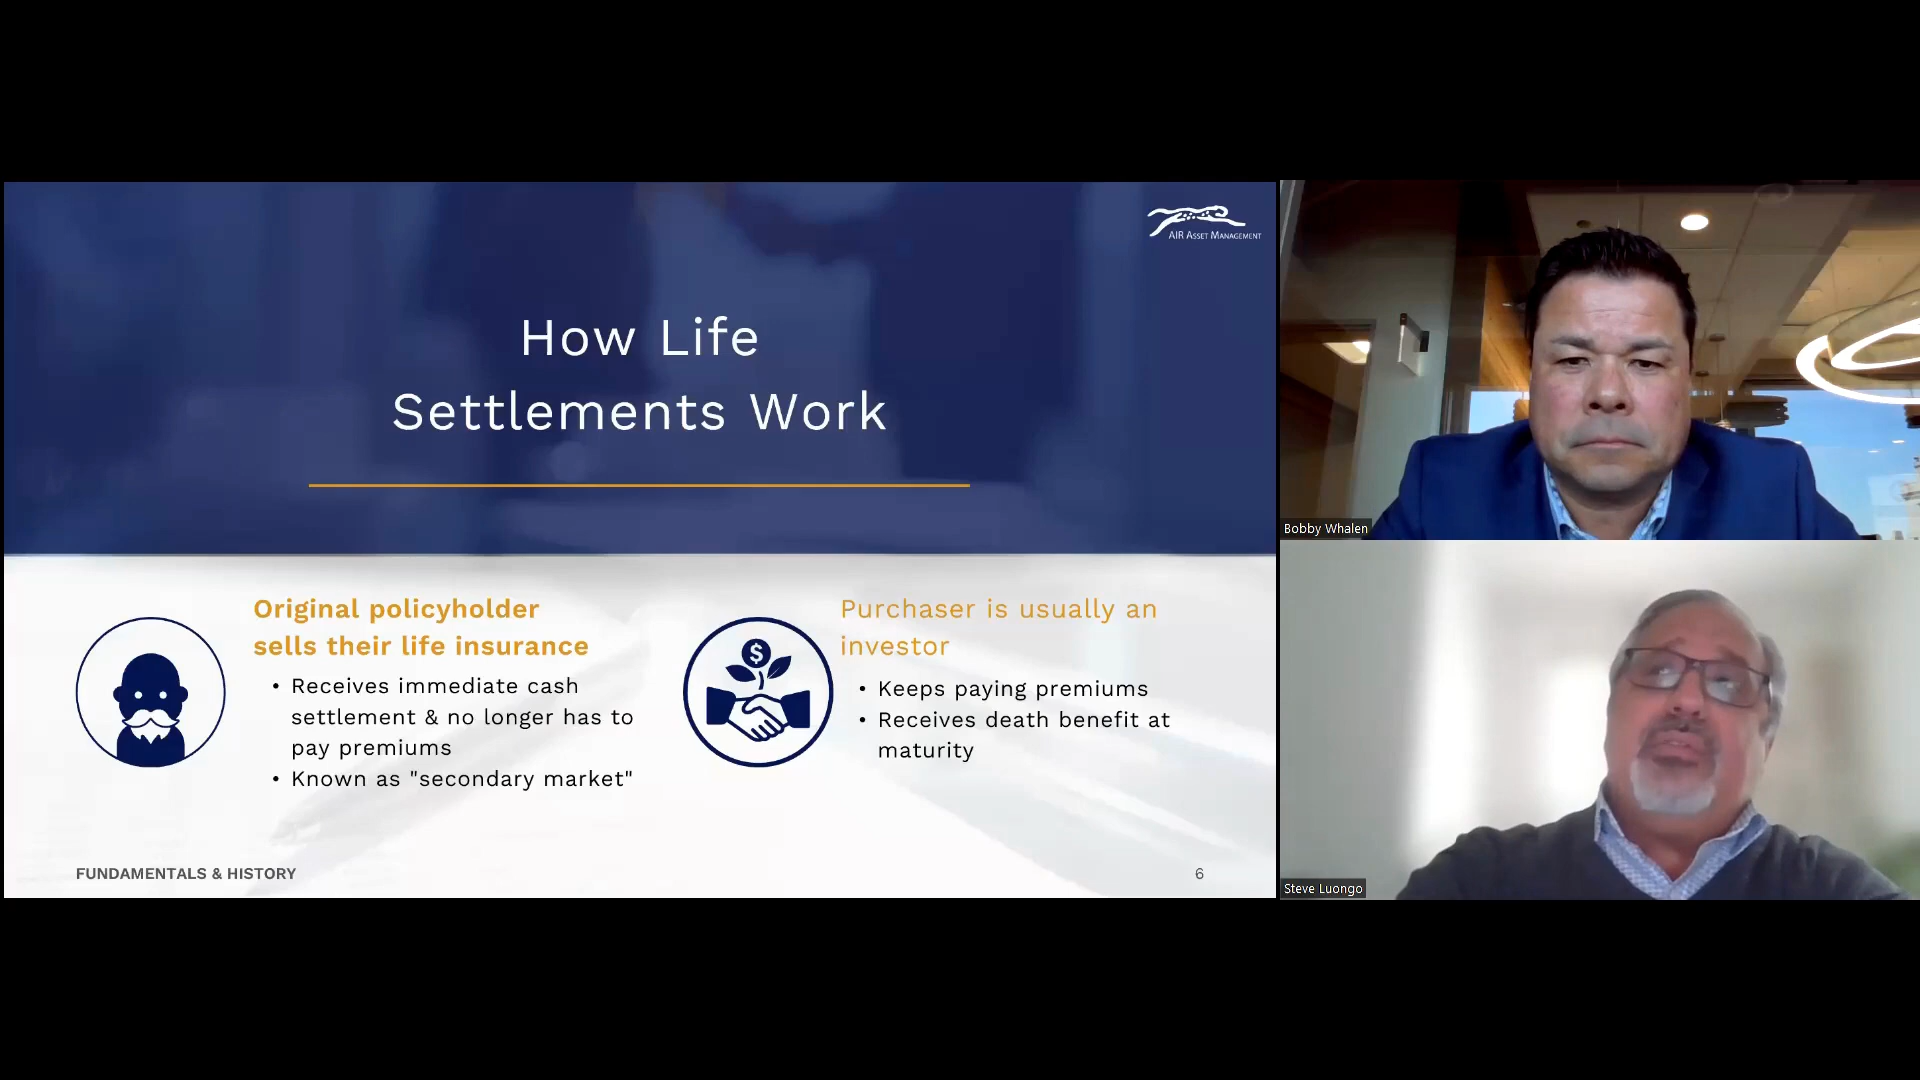 AIR ASSET MANAGEMENT
How Life
Settlements Work
Original policyholder
sells their life insurance
• Receives immediate cash
settlement & no longer has to
pay premiums
• Known as "secondary market"
$
Purchaser is usually an
investor
• Keeps paying premiums
• Receives death benefit at
maturity
FUNDAMENTALS & HISTORY
6
Bobby Whalen
Steve Luongo